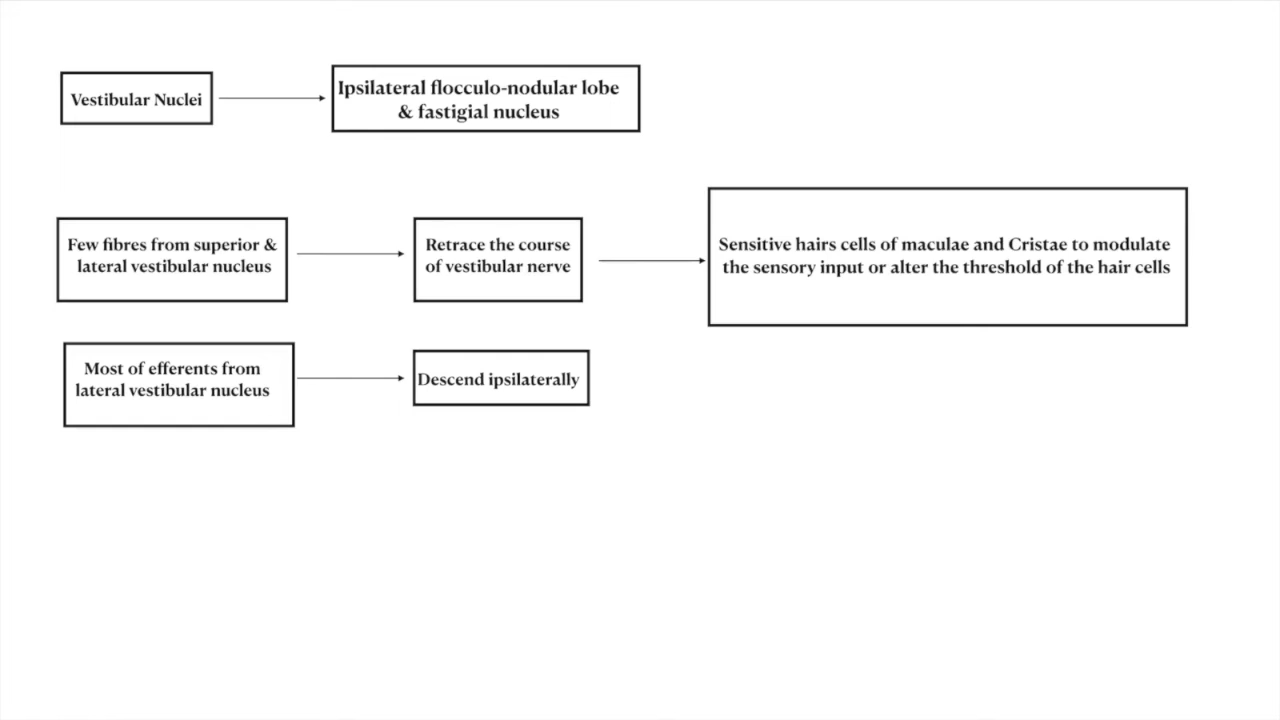 Vestibular Nuclei
Ipsilateral flocculo-nodular lobe
& fastigial nucleus
Few fibres from superior &
lateral vestibular nucleus
Retrace the course
of vestibular nerve
Sensitive hairs cells of maculae and Cristae to modulate
the sensory input or alter the threshold of the hair cells
Most of efferents from
lateral vestibular nucleus
Descend ipsilaterally